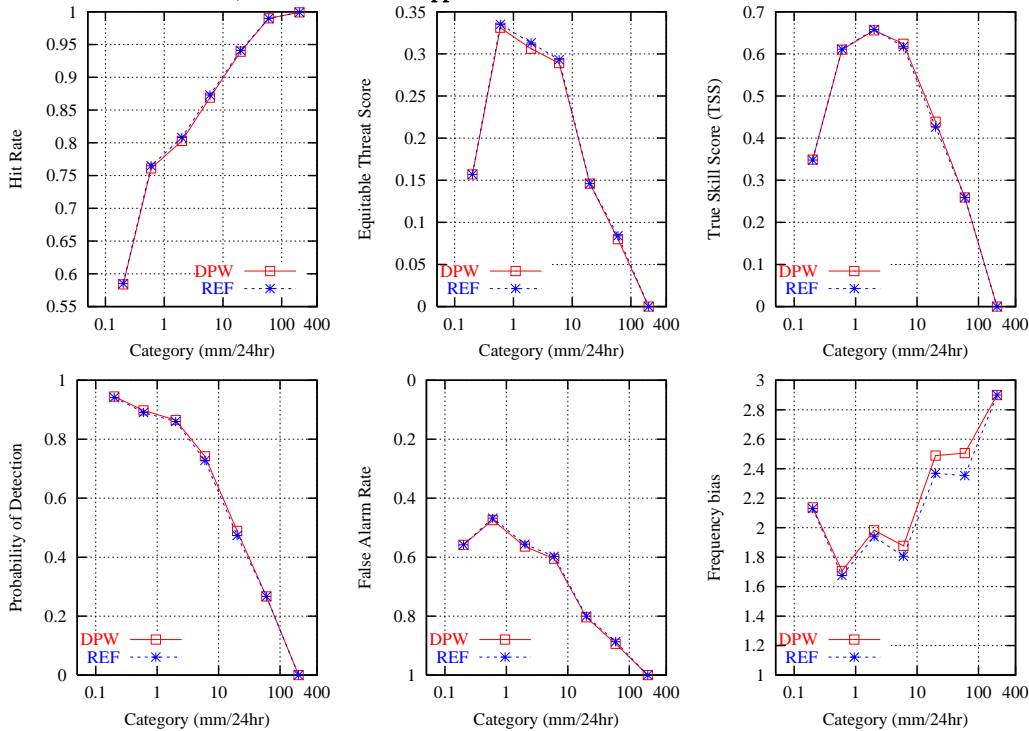 1
0.95
0.9
0.85
0.8
0.75
0.7
0.65
0.6
0.55
Hit Rate
DPW
REF
0.1 1 10 100 400
Category (mm/24hr)
0.35
0.3
0.25
0.2
0.15
0.1
0.05
0
Equitable Threat Score
DPW
REF
0.1 1 10 100 400
Category (mm/24hr)
0.7
0.6
0.5
0.4
0.3
0.2
0.1
0
True Skill Score (TSS)
DPW
REF
0.1 1 10 100 400
Category (mm/24hr)
1
0.8
0.6
0.4
0.2
0
Probability of Detection
DPW
REF
0.1 1 10 100 400
Category (mm/24hr)
0
0.2
0.4
0.6
0.8
1
False Alarm Rate
DPW
REF
0.1 1 10 100 400
Category (mm/24hr)
3
2.8
2.6
2.4
2.2
2
1.8
1.6
1.4
1.2
1
Frequency bias
DPW
REF
0.1 1 10 100 400
Category (mm/24hr)